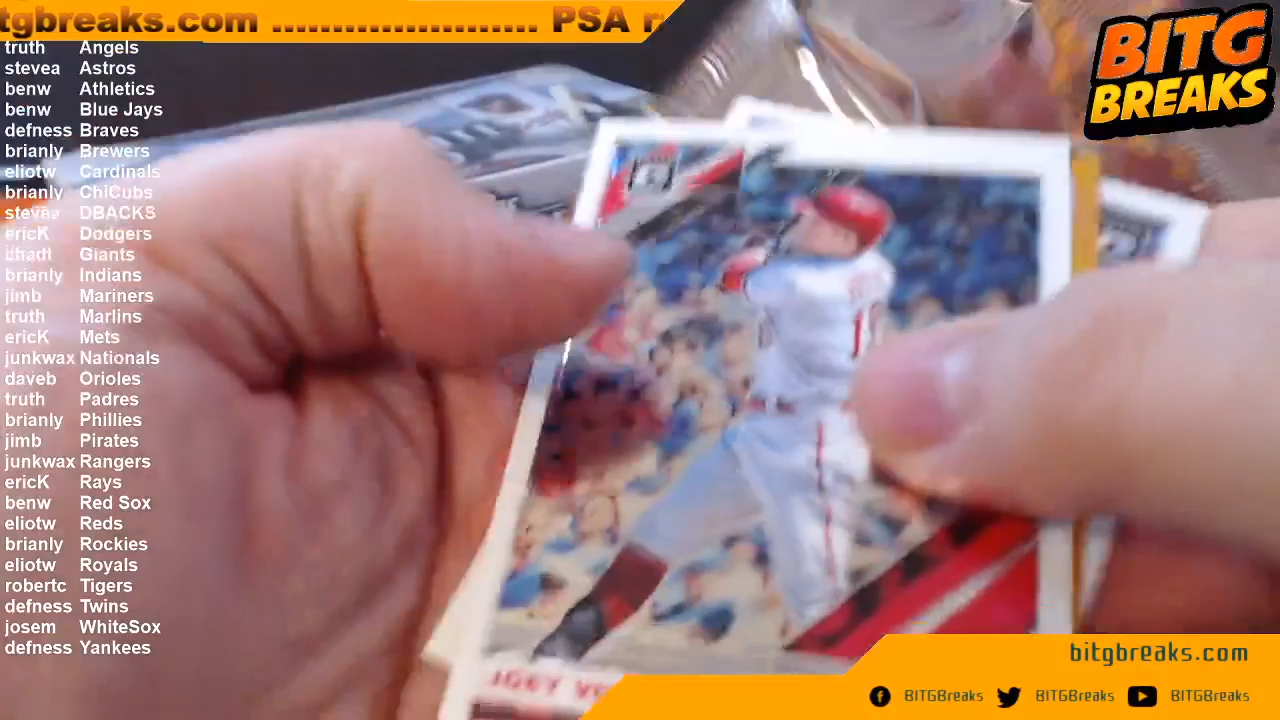 tgbreaks.com ........................ PSA
BITG
BREAKS
truth Angels
stevea Astros
benw Athletics
benw Blue Jays
defness Braves
brianly Brewers
eliotw Cardinals
brianly ChiCubs
stevea DBACKS
ericK Dodgers
chadl Giants
brianly Indians
jimb Mariners
truth Marlins
ericK Mets
junkwax Nationals
daveb Orioles
truth Padres
brianly Phillies
jimb Pirates
junkwax Rangers
ericK Rays
benw Red Sox
eliotw Reds
brianly Rockies
eliotw Royals
robertc Tigers
defness Twins
josem WhiteSox
defness Yankees
JOEY
bitgbreaks.com
BITGBreaks BITGBreaks BITGBreaks